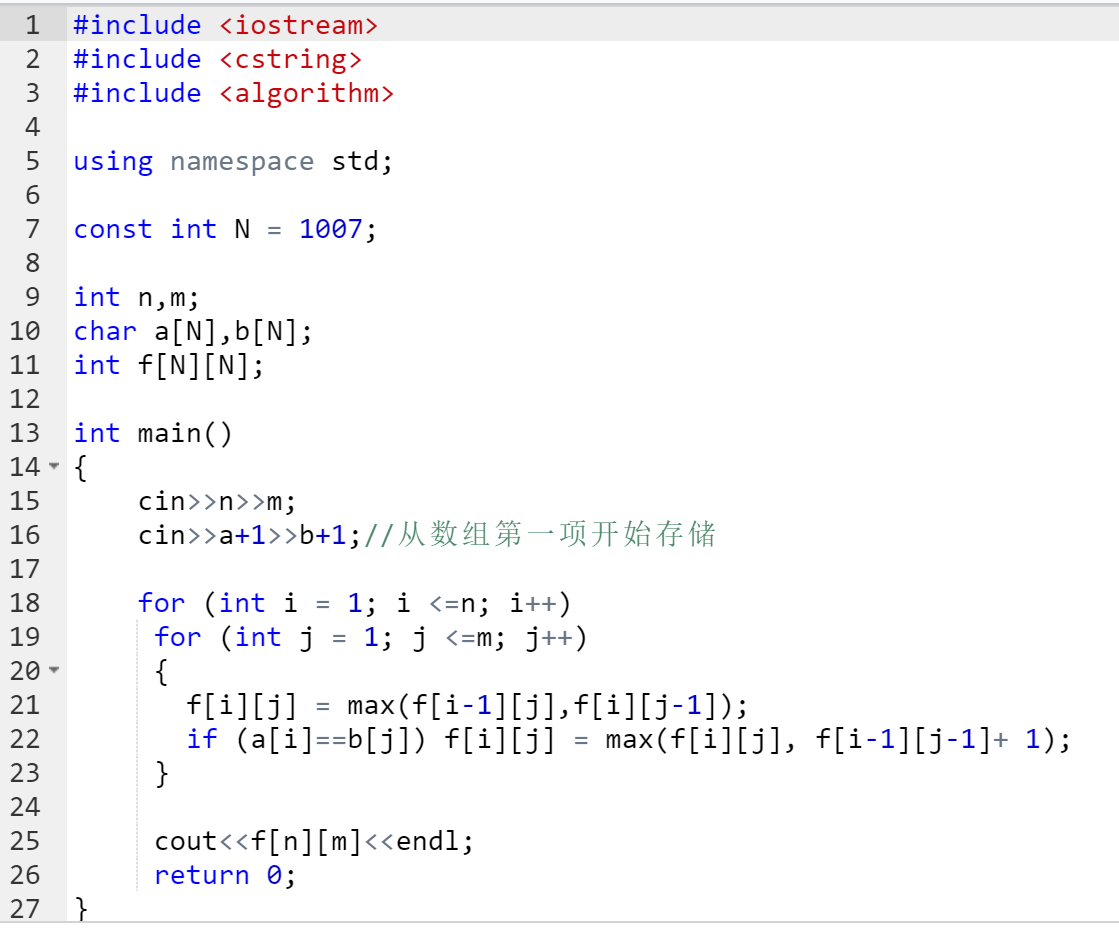 1 #include <iostream>
2 #include <cstring>
3 #include <algorithm>
4
5 using namespace std;
6
7 const int N = 1007;
8
9 int n,m;
10 char a[N],b[N];
11 int f[N][N];
12
13 int main()
14 {
15     cin>>n>>m;
16     cin>>a+1>>b+1;//从数组第一项开始存储
17
18     for (int i = 1; i <=n; i++)
19      for (int j = 1; j <=m; j++)
20      {
21        f[i][j] = max(f[i-1][j],f[i][j-1]);
22        if (a[i]==b[j]) f[i][j] = max(f[i][j], f[i-1][j-1]+ 1);
23      }
24
25      cout<<f[n][m]<<endl;
26      return 0;
27 }